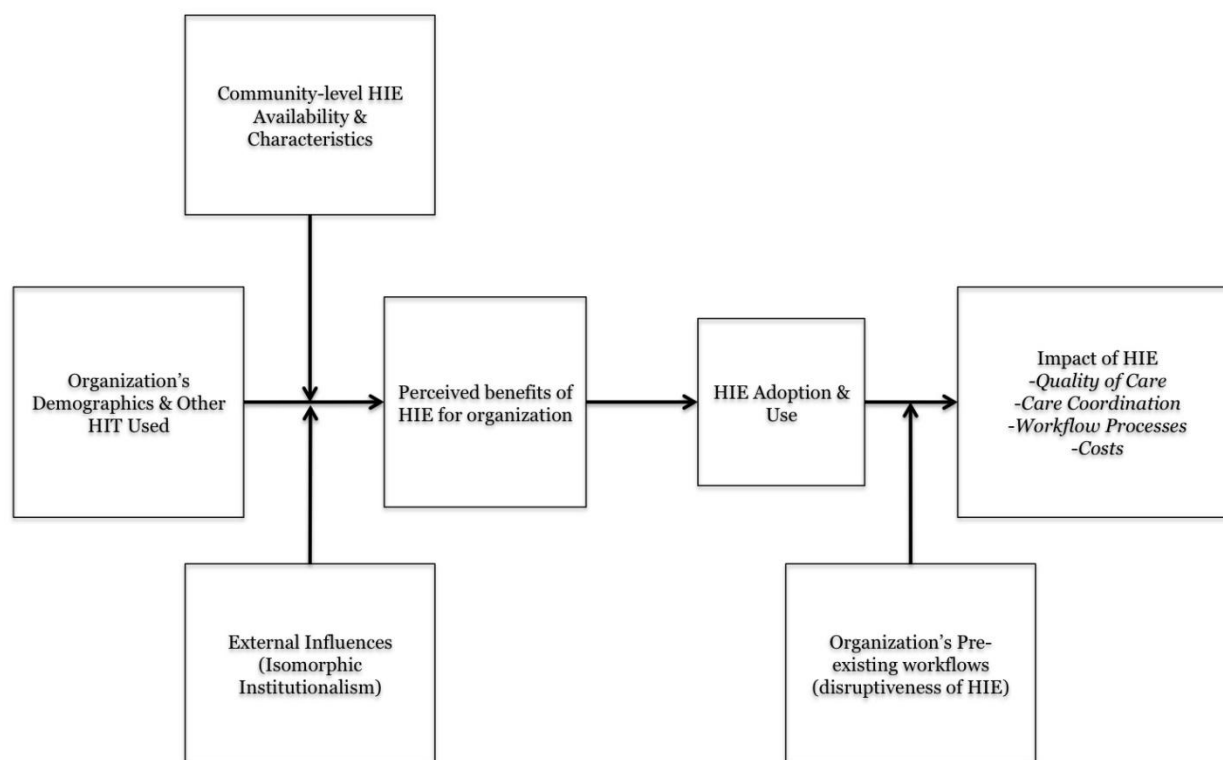 Community-level HIE
Availability &
Characteristics
Organization’s
Demographics & Other
HIT Used
Perceived benefits of
HIE for organization
HIE Adoption &
Use
Impact of HIE
-Quality of Care
-Care Coordination
-Workflow Processes
-Costs
External Influences
(Isomorphic
Institutionalism)
Organization’s Pre-
existing workflows
(disruptiveness of HIE)